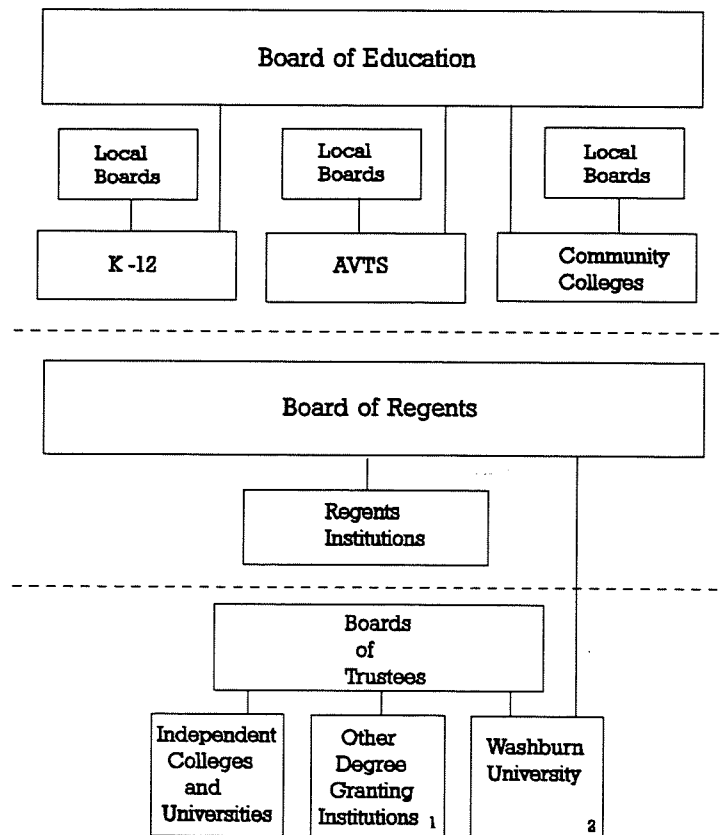 Board of Education
Local
Boards
Local
Boards
Local
Boards
K-12
AVTS
Community
Colleges
Board of Regents
Regents
Institutions
Boards
of
Trustees
Independent
Colleges
and
Universities
Other
Degree
Granting
Institutions 1
Washburn
University
2